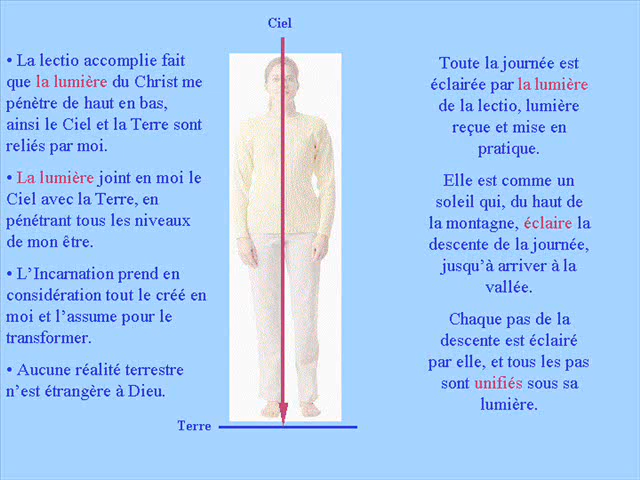 Ciel
• La lectio accomplie fait
que la lumière du Christ me
pénètre de haut en bas,
ainsi le Ciel et la Terre sont
reliés par moi.
• La lumière joint en moi le
Ciel avec la Terre, en
pénétrant tous les niveaux
de mon être.
• L’Incarnation prend en
considération tout le créé en
moi et l’assume pour le
transformer.
• Aucune réalité terrestre
n’est étrangère à Dieu.
Terre
Toute la journée est
éclairée par la lumière
de la lectio, lumière
reçue et mise en
pratique.
Elle est comme un
soleil qui, du haut de
la montagne, éclaire la
descente de la journée,
jusqu’à arriver à la
vallée.
Chaque pas de la
descente est éclairé
par elle, et tous les pas
sont unifiés sous sa
lumière.